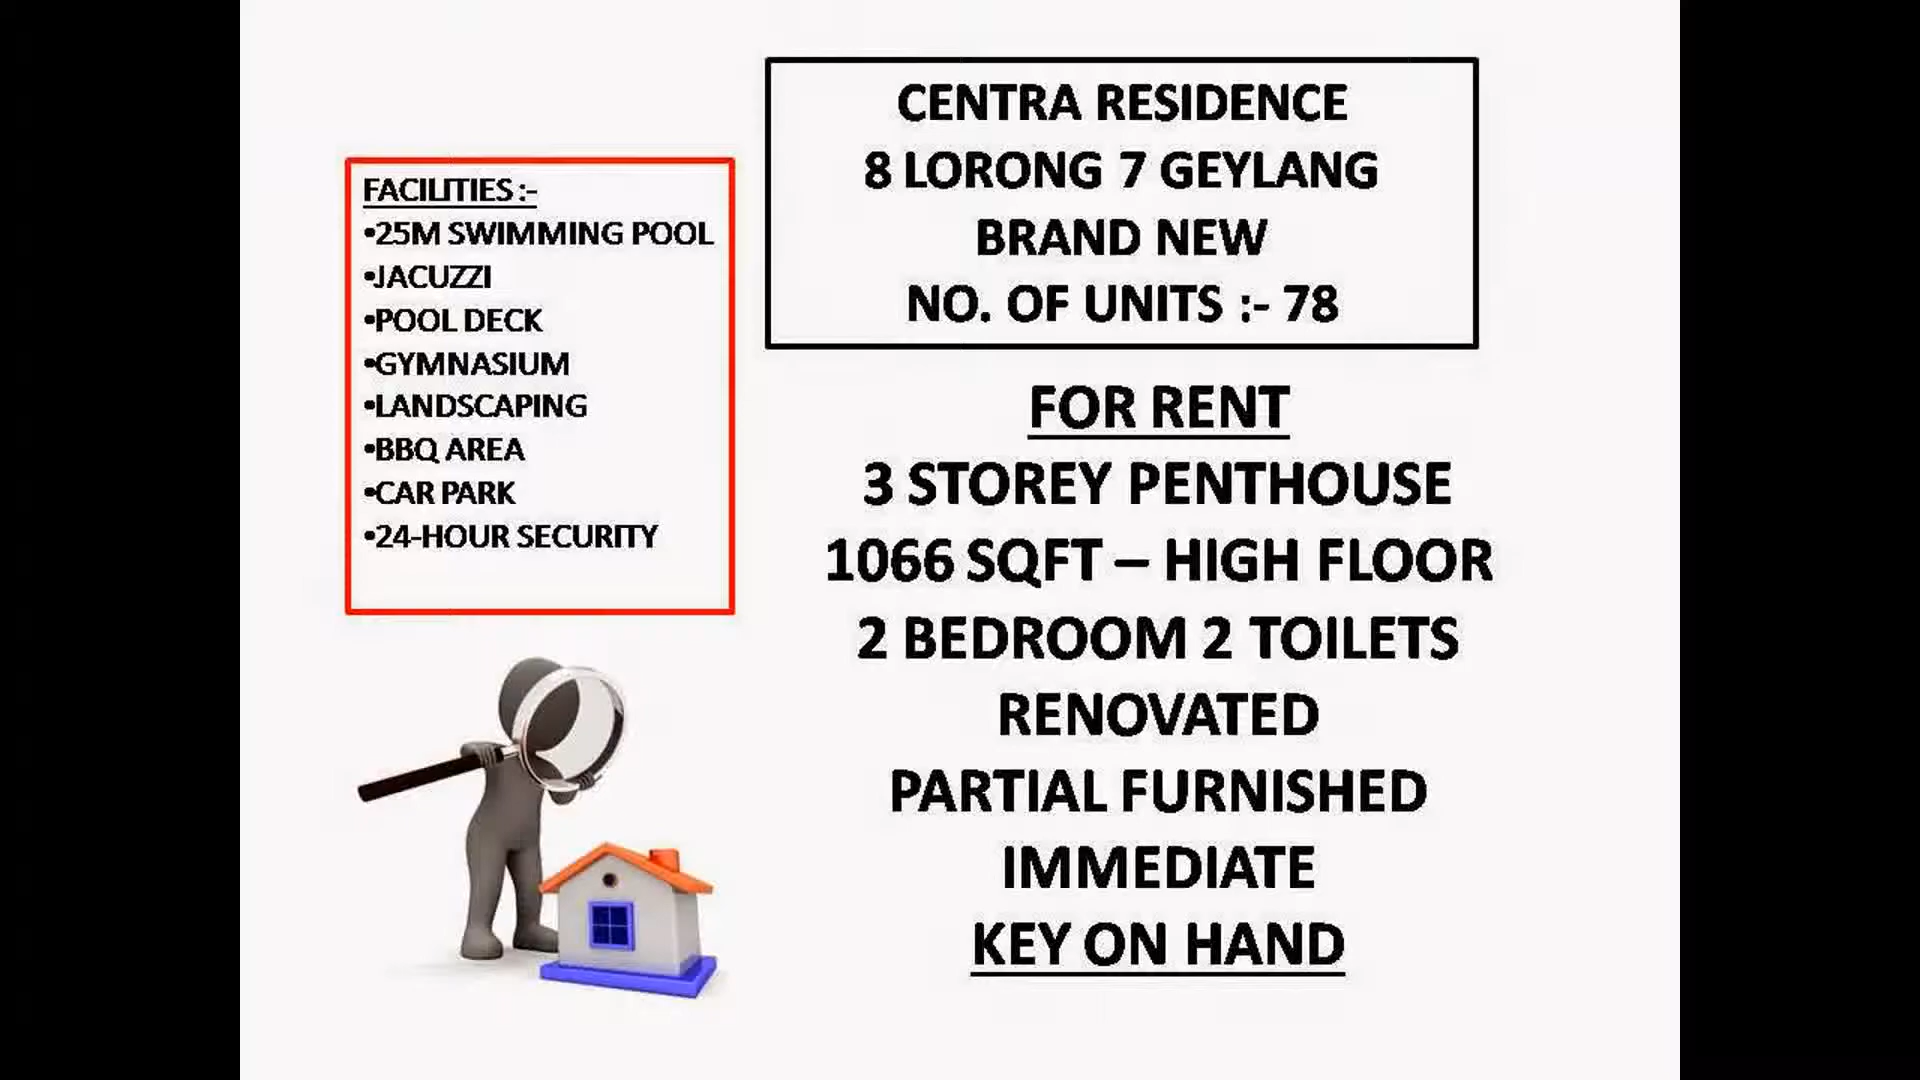 CENTRA RESIDENCE
8 LORONG 7 GEYLANG
BRAND NEW
NO. OF UNITS :- 78
FACILITIES :-
•25M SWIMMING POOL
•JACUZZI
•POOL DECK
•GYMNASIUM
•LANDSCAPING
•BBQ AREA
•CAR PARK
•24-HOUR SECURITY
FOR RENT
3 STOREY PENTHOUSE
1066 SQFT – HIGH FLOOR
2 BEDROOM 2 TOILETS
RENOVATED
PARTIAL FURNISHED
IMMEDIATE
KEY ON HAND